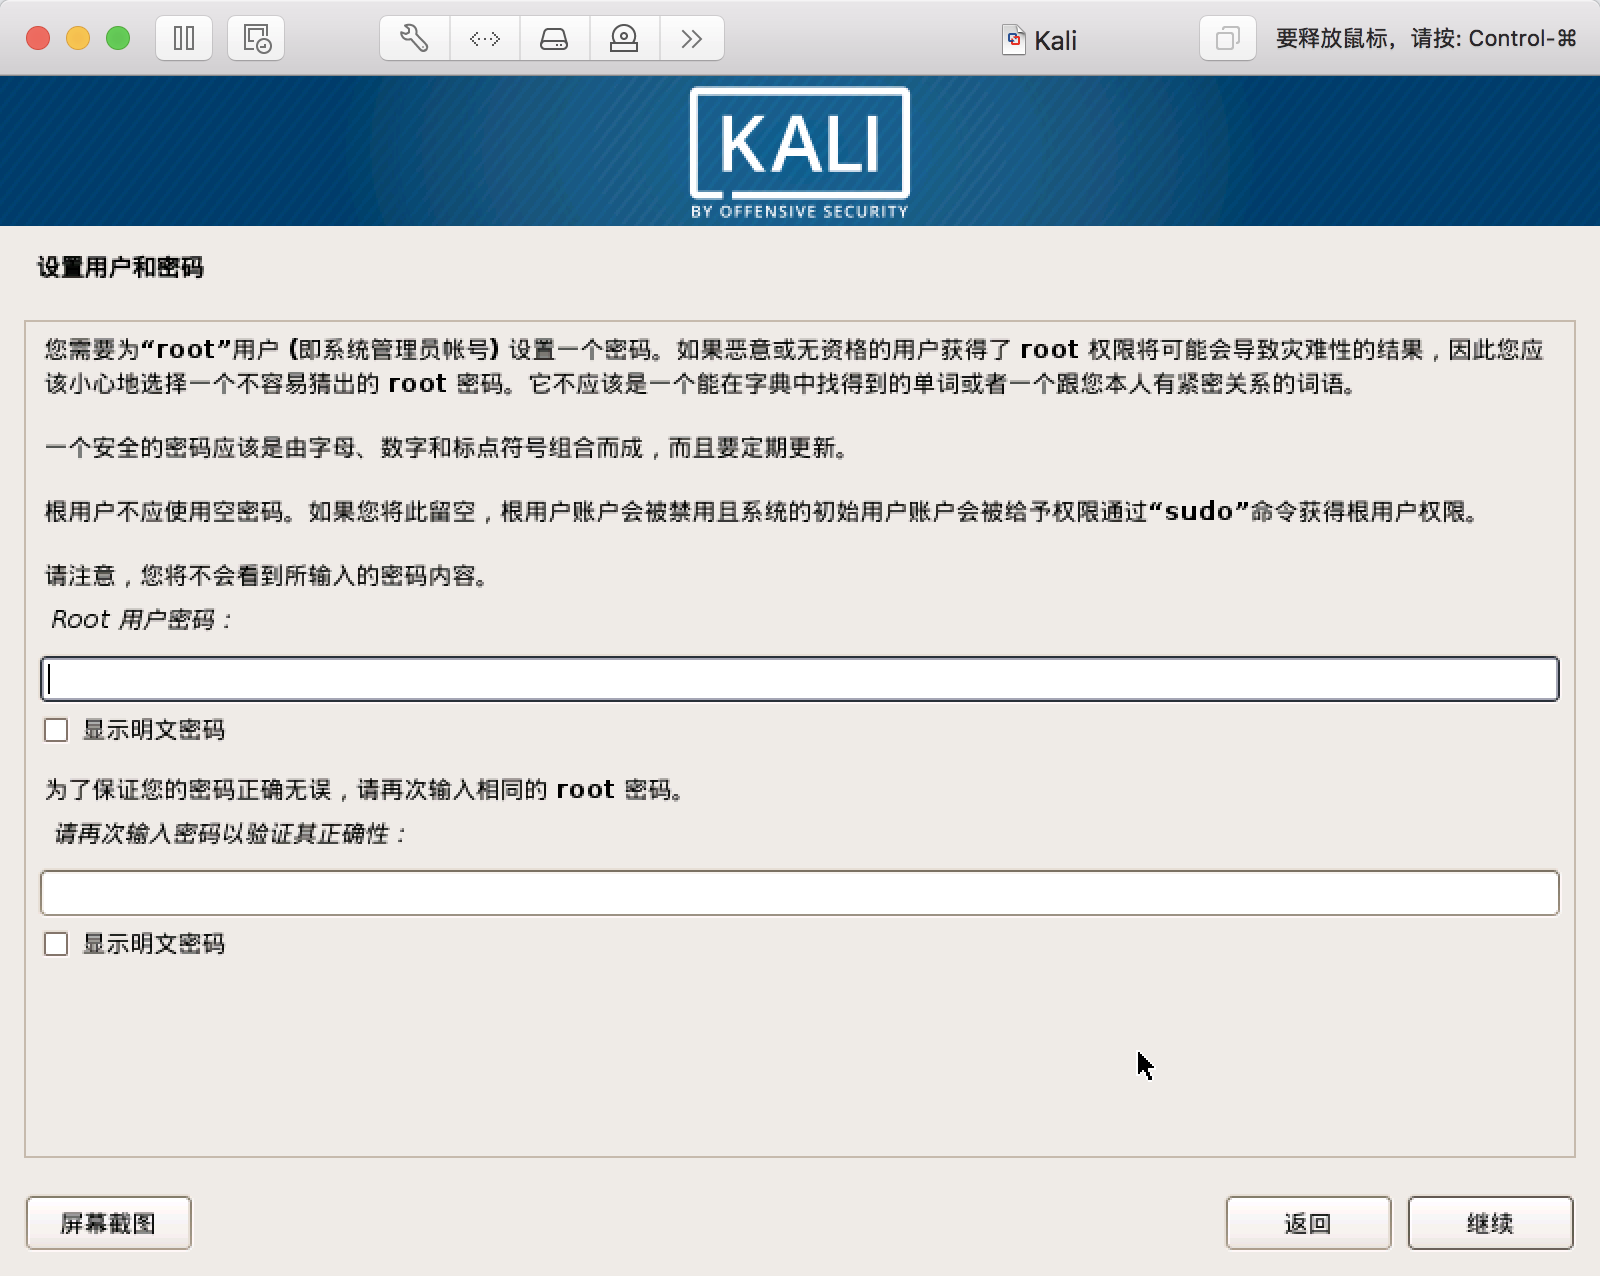 Kali
要释放鼠标，请按: Control-⌘
KALI
BY OFFENSIVE SECURITY
设置用户和密码
您需要为“root”用户 (即系统管理员帐号) 设置一个密码。如果恶意或无资格的用户获得了 root 权限将可能会导致灾难性的结果，因此您应
该小心地选择一个不容易猜出的 root 密码。它不应该是一个能在字典中找得到的单词或者一个跟您本人有紧密关系的词语。
一个安全的密码应该是由字母、数字和标点符号组合而成，而且要定期更新。
根用户不应使用空密码。如果您将此留空，根用户账户会被禁用且系统的初始用户账户会被给予权限通过“sudo”命令获得根用户权限。
请注意，您将不会看到所输入的密码内容。
Root 用户密码：
显示明文密码
为了保证您的密码正确无误，请再次输入相同的 root 密码。
请再次输入密码以验证其正确性：
显示明文密码
屏幕截图
返回
继续